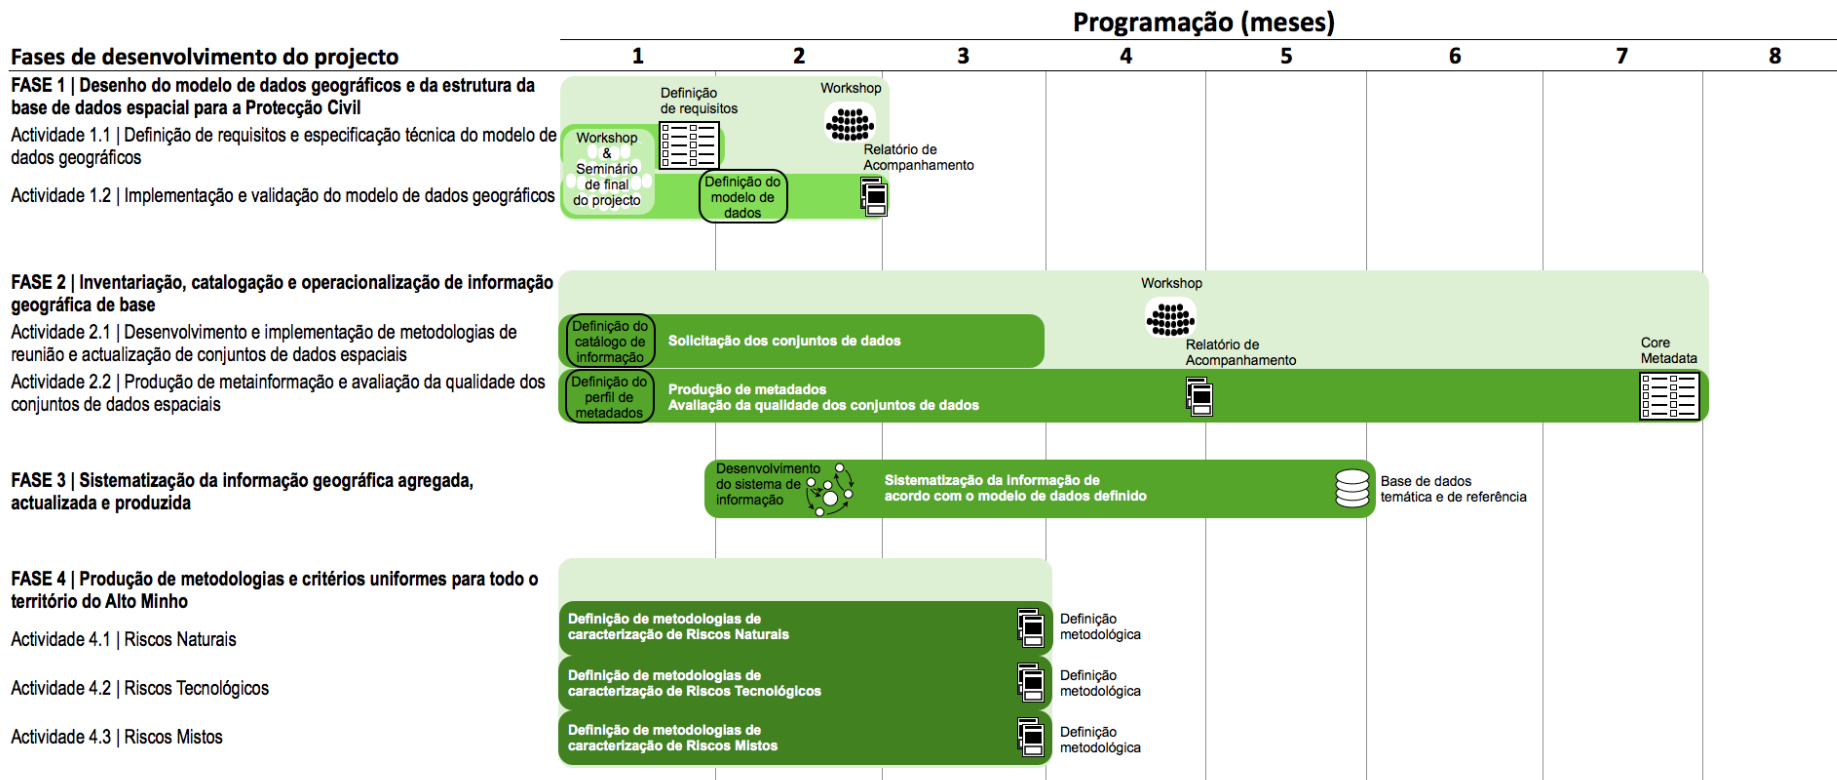 Programação (meses)
Fases de desenvolvimento do projecto
1 2 3 4 5 6 7 8
FASE 1 | Desenho do modelo de dados geográficos e da estrutura da
base de dados espacial para a Protecção Civil
Actividade 1.1 | Definição de requisitos e especificação técnica do modelo de
dados geográficos
Actividade 1.2 | Implementação e validação do modelo de dados geográficos
Workshop
&
Seminário
de final
do projecto
Definição
de requisitos
Definição do
modelo de
dados
Workshop
Relatório de
Acompanhamento
FASE 2 | Inventariação, catalogação e operacionalização de informação
geográfica de base
Actividade 2.1 | Desenvolvimento e implementação de metodologias de
reunião e actualização de conjuntos de dados espaciais
Actividade 2.2 | Produção de metainformação e avaliação da qualidade dos
conjuntos de dados espaciais
Definição do
catálogo de
informação
Solicitação dos conjuntos de dados
Definição do
perfil de
metadados
Produção de metadados
Avaliação da qualidade dos conjuntos de dados
Workshop
Relatório de
Acompanhamento
Core
Metadata
FASE 3 | Sistematização da informação geográfica agregada,
actualizada e produzida
Desenvolvimento
do sistema de
informação
Sistematização da informação de
acordo com o modelo de dados definido
Base de dados
temática e de referência
FASE 4 | Produção de metodologias e critérios uniformes para todo o
território do Alto Minho
Actividade 4.1 | Riscos Naturais
Definição de metodologias de
caracterização de Riscos Naturais
Definição
metodológica
Actividade 4.2 | Riscos Tecnológicos
Definição de metodologias de
caracterização de Riscos Tecnológicos
Definição
metodológica
Actividade 4.3 | Riscos Mistos
Definição de metodologias de
caracterização de Riscos Mistos
Definição
metodológica